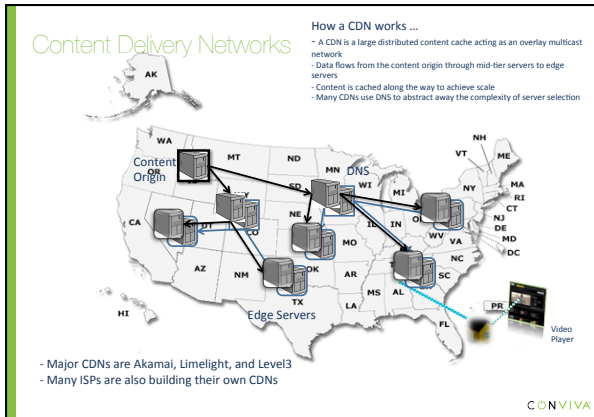 Content Delivery Networks
How a CDN works ...
- A CDN is a large distributed content cache acting as an overlay multicast
network
- Data flows from the content origin through mid-tier servers to edge
servers
- Content is cached along the way to achieve scale
- Many CDNs use DNS to abstract away the complexity of server selection
AK
WA
MT
ND
MN
NH
VT
ME
Content
Origin
OR
SD
DNS
WI
MI
NY
MA
RI
CT
NJ
DE
MD
DC
CA
UT
CO
NE
IL
IN
WV
VA
MO
NC
AZ
NM
OK
AR
SC
MS
AL
TX
LA
FL
HI
PR
Edge Servers
Video
Player
- Major CDNs are Akamai, Limelight, and Level3
- Many ISPs are also building their own CDNs
CONVIVA